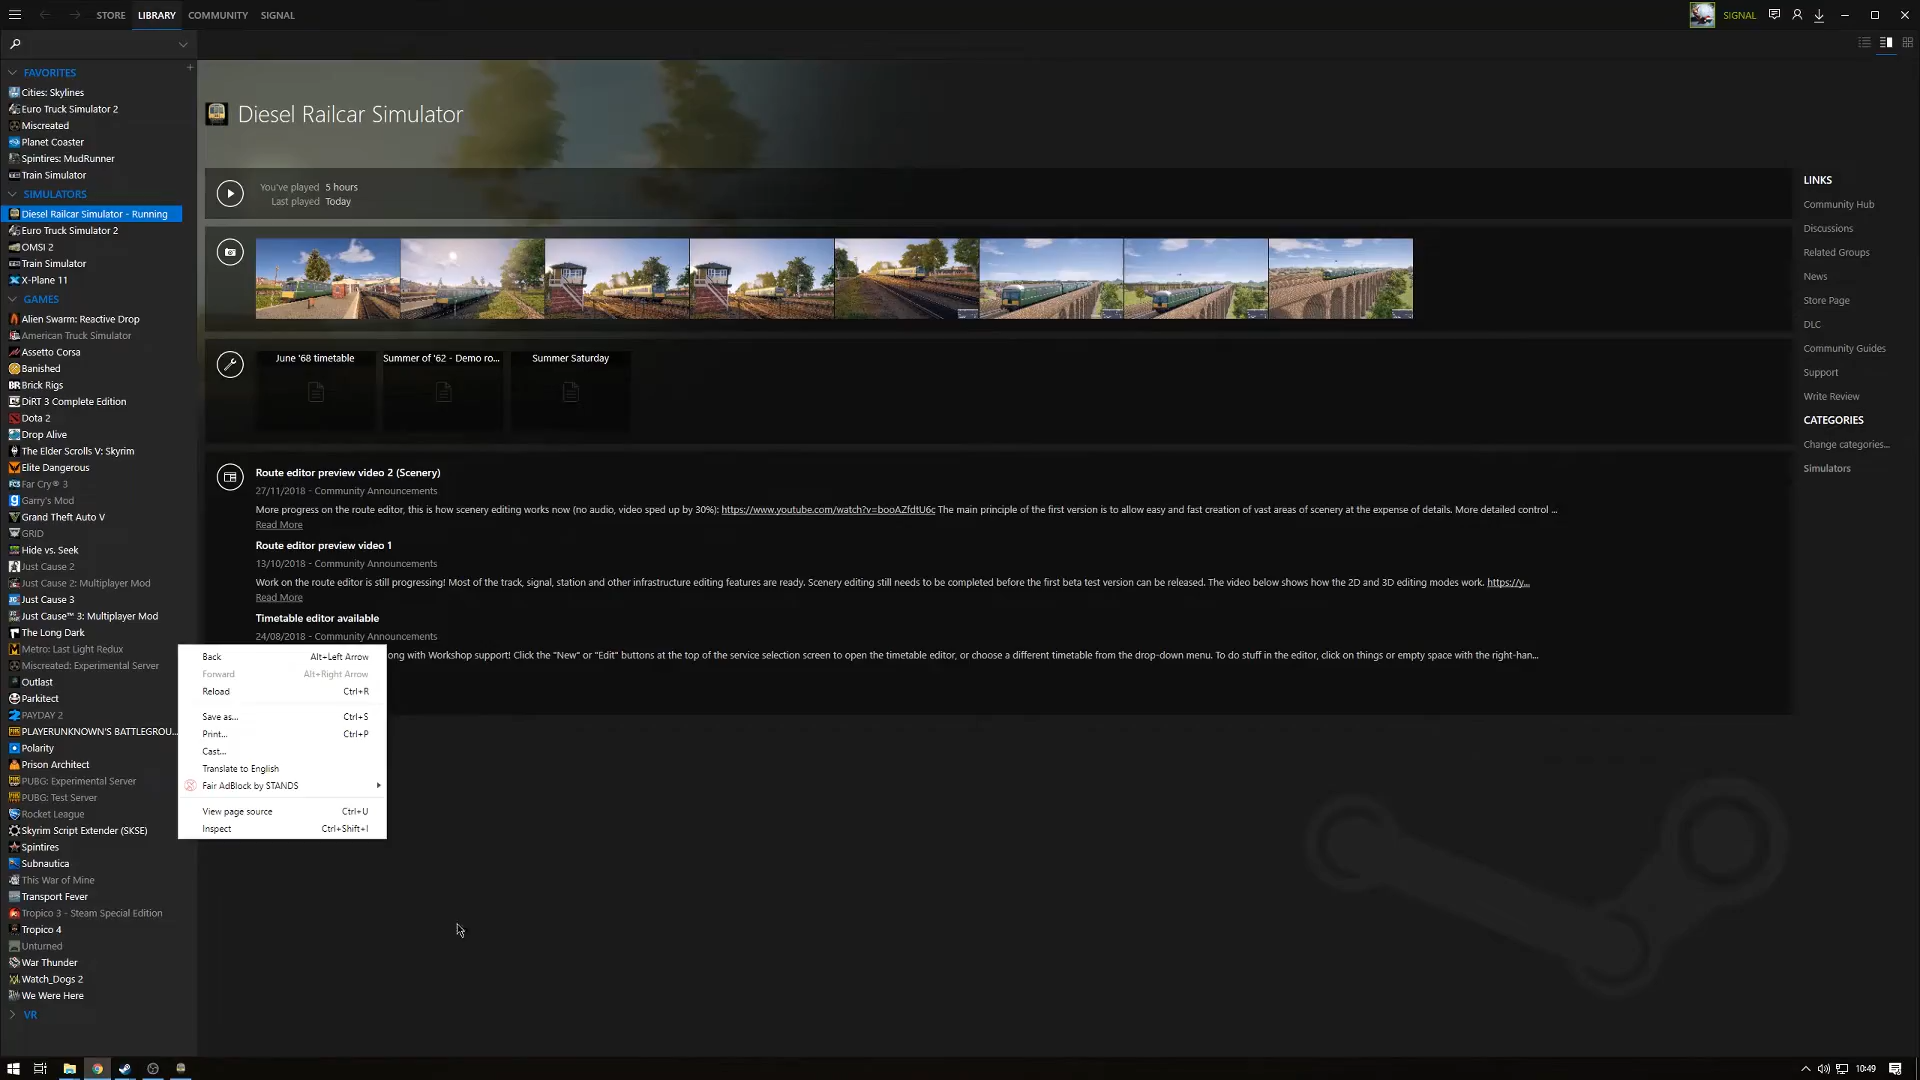 STORE LIBRARY COMMUNITY SIGNAL
SIGNAL
FAVORITES
Cities: Skylines
Euro Truck Simulator 2
Miscreated
Planet Coaster
Spintires: MudRunner
Train Simulator
SIMULATORS
Diesel Railcar Simulator - Running
Euro Truck Simulator 2
OMSI 2
Train Simulator
X-Plane 11
GAMES
Alien Swarm: Reactive Drop
American Truck Simulator
Assetto Corsa
Banished
Brick Rigs
DiRT 3 Complete Edition
Dota 2
Drop Alive
The Elder Scrolls V: Skyrim
Elite Dangerous
Far Cry® 3
Garry's Mod
Grand Theft Auto V
GRID
Hide vs. Seek
Just Cause 2
Just Cause 2: Multiplayer Mod
Just Cause 3
Just Cause™ 3: Multiplayer Mod
The Long Dark
Metro: Last Light Redux
Miscreated: Experimental Server
Outlast
Parkitect
PAYDAY 2
PLAYERUNKNOWN'S BATTLEGROU...
Polarity
Prison Architect
PUBG: Experimental Server
PUBG: Test Server
Rocket League
Skyrim Script Extender (SKSE)
Spintires
Subnautica
This War of Mine
Transport Fever
Tropico 3 - Steam Special Edition
Tropico 4
Unturned
War Thunder
Watch_Dogs 2
We Were Here
VR
Diesel Railcar Simulator
You've played 5 hours
Last played Today
June '68 timetable Summer of '62 - Demo ro... Summer Saturday
Route editor preview video 2 (Scenery)
27/11/2018 - Community Announcements
More progress on the route editor, this is how scenery editing works now (no audio, video sped up by 30%): https://www.youtube.com/watch?v=booAZfdtU6c The main principle of the first version is to allow easy and fast creation of vast areas of scenery at the expense of details. More detailed control ...
Read More
Route editor preview video 1
13/10/2018 - Community Announcements
Work on the route editor is still progressing! Most of the track, signal, station and other infrastructure editing features are ready. Scenery editing still needs to be completed before the first beta test version can be released. The video below shows how the 2D and 3D editing modes work. https://y...
Read More
Timetable editor available
24/08/2018 - Community Announcements
ong with Workshop support! Click the "New" or "Edit" buttons at the top of the service selection screen to open the timetable editor, or choose a different timetable from the drop-down menu. To do stuff in the editor, click on things or empty space with the right-han...
Back Alt+Left Arrow
Forward Alt+Right Arrow
Reload Ctrl+R
Save as... Ctrl+S
Print... Ctrl+P
Cast...
Translate to English
Fair AdBlock by STANDS
View page source Ctrl+U
Inspect Ctrl+Shift+I
LINKS
Community Hub
Discussions
Related Groups
News
Store Page
DLC
Community Guides
Support
Write Review
CATEGORIES
Change categories...
Simulators
10:49